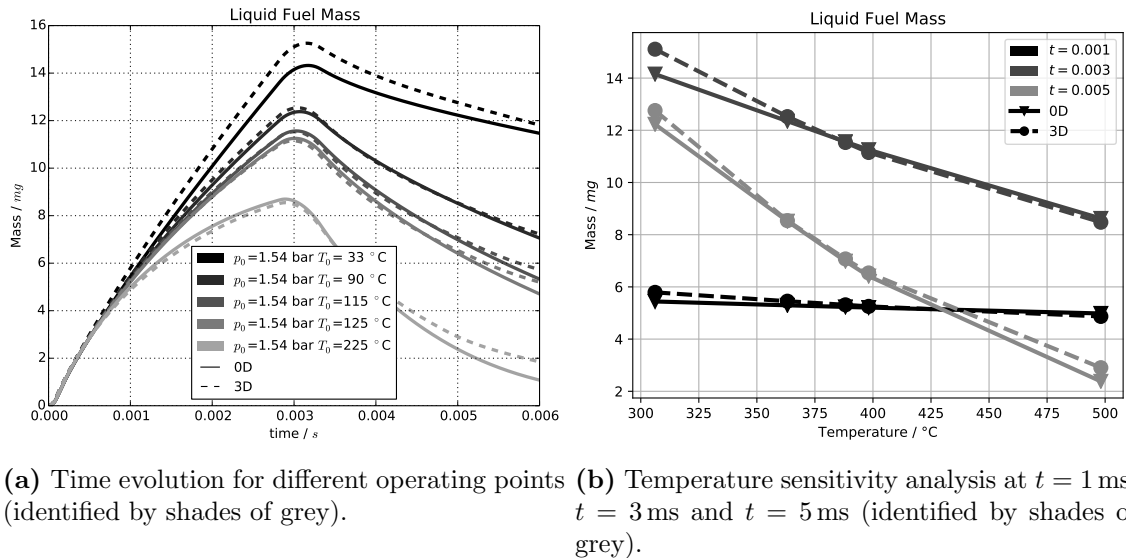 Liquid Fuel Mass
16
14
12
10
8
6
4
2
0
Mass / mg
p₀=1.54 bar T₀= 33 °C
p₀=1.54 bar T₀= 90 °C
p₀=1.54 bar T₀=115 °C
p₀=1.54 bar T₀=125 °C
p₀=1.54 bar T₀=225 °C
0D
3D
0.000 0.001 0.002 0.003 0.004 0.005 0.006
time / s
Liquid Fuel Mass
14
12
10
8
6
4
2
Mass / mg
t = 0.001
t = 0.003
t = 0.005
0D
3D
300 325 350 375 400 425 450 475 500
Temperature / °C
(a) Time evolution for different operating points
(identified by shades of grey).
(b) Temperature sensitivity analysis at t = 1 ms
t = 3 ms and t = 5 ms (identified by shades o
grey).